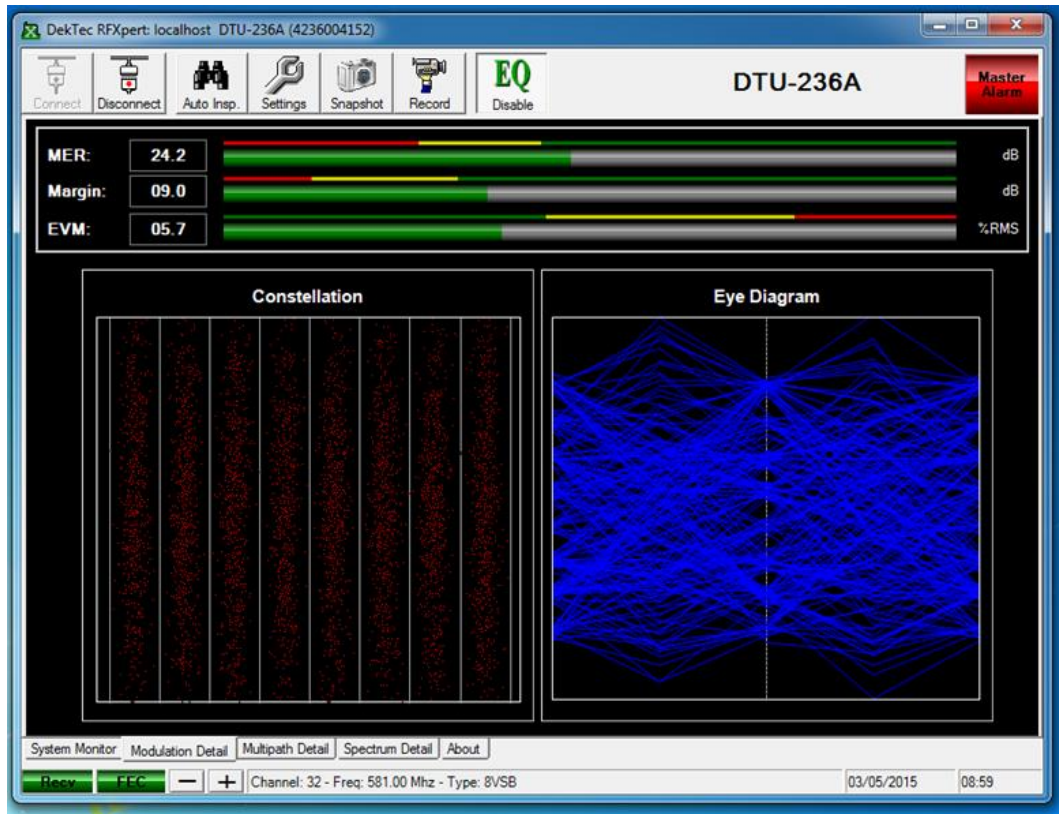 DekTec RFXpert: localhost DTU-236A (4236004152)
Connect Disconnect Auto Insp. Settings Snapshot Record EQ Disable DTU-236A Master Alarm
MER: 24.2 dB
Margin: 09.0 dB
EVM: 05.7 %RMS
Constellation Eye Diagram
System Monitor Modulation Detail Multipath Detail Spectrum Detail About
Recv FEC Channel: 32 - Freq: 581.00 Mhz - Type: 8VSB 03/05/2015 08:59